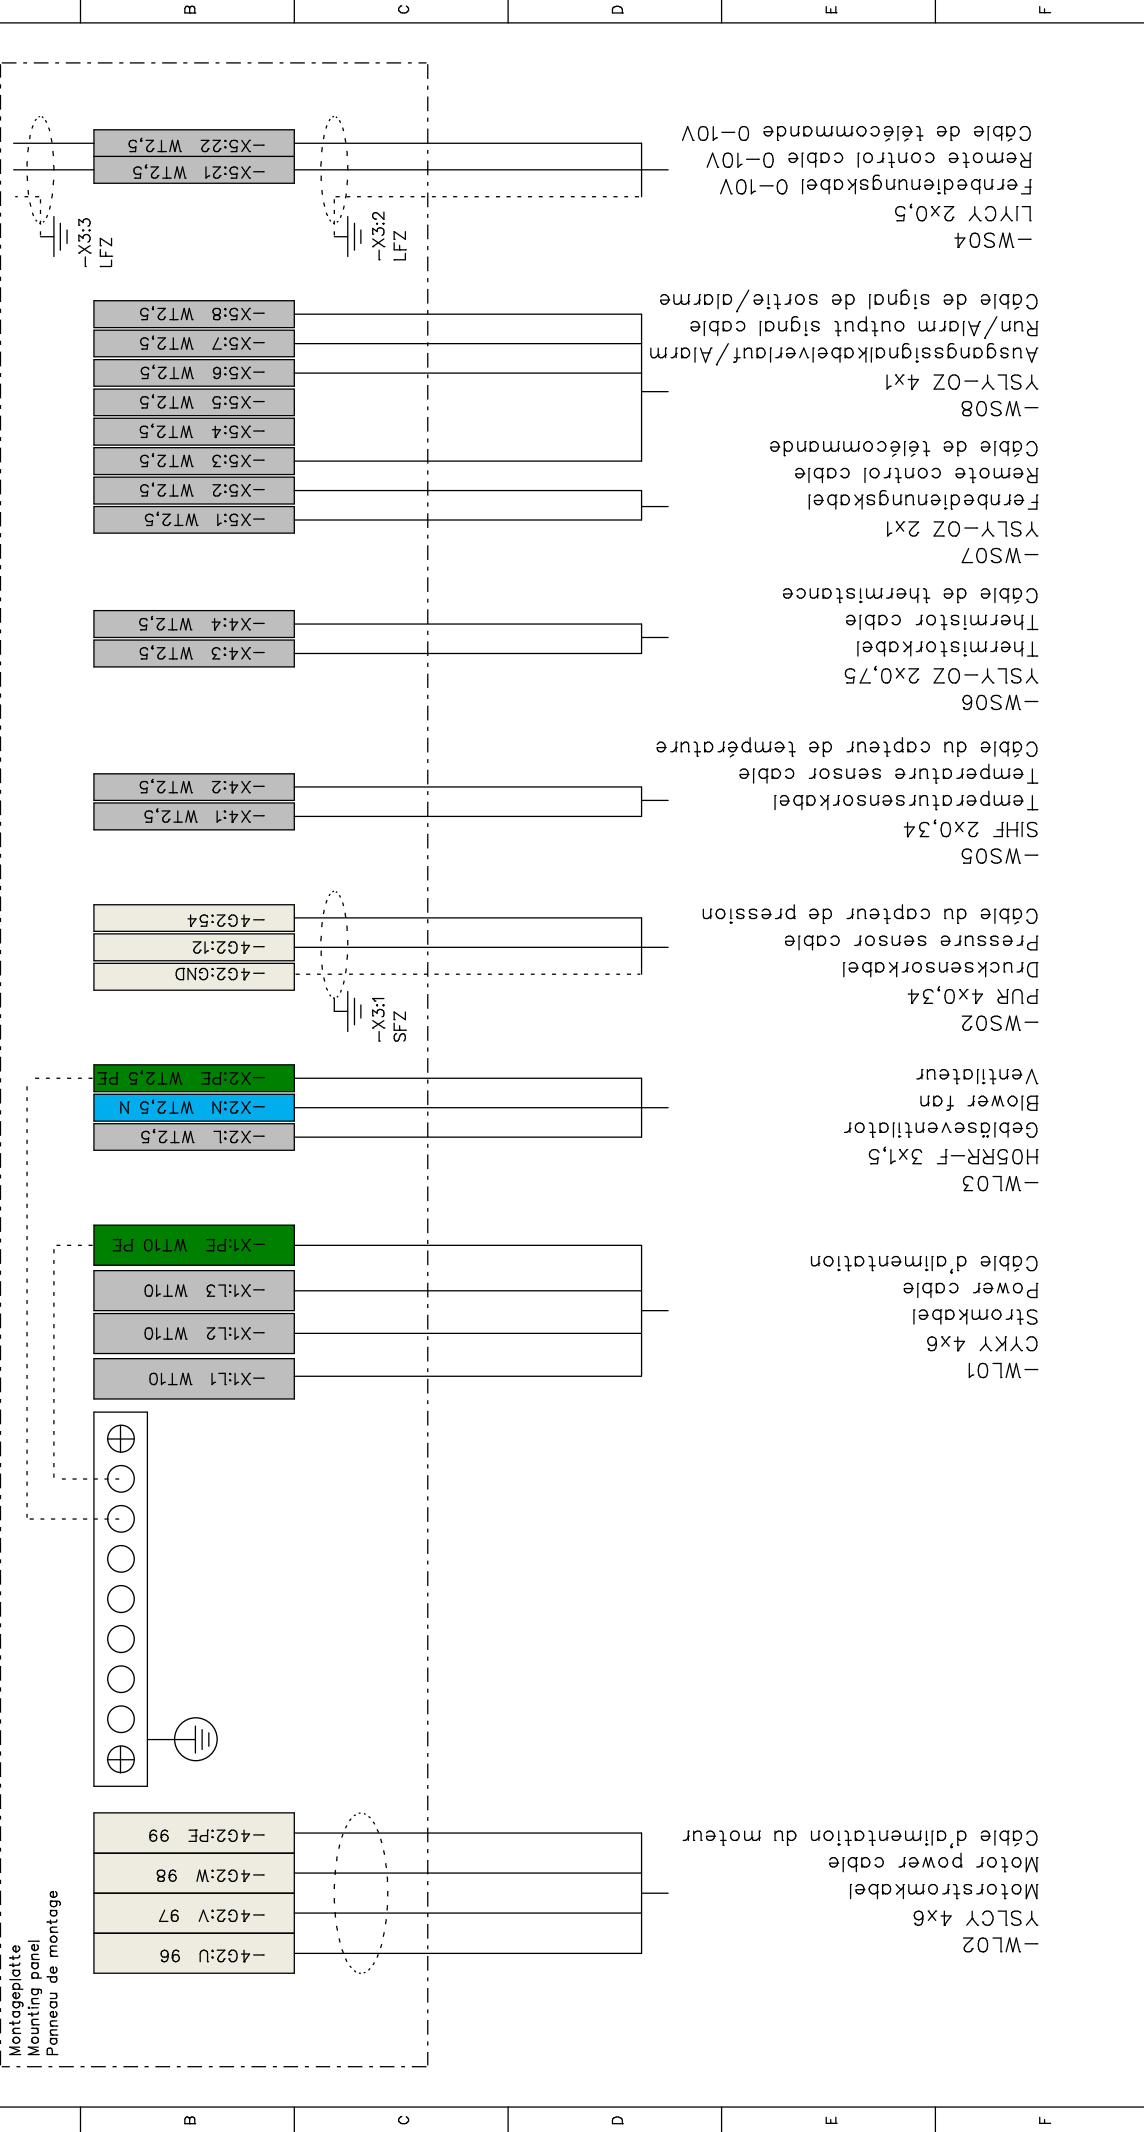 B
C
D
E
F
-X5:22 WT2,5
-X5:21 WT2,5
-X3:3
LFZ
-X3:2
LFZ
-WS04
LIYCY 2x0,5
Fernbedienungskabel 0-10V
Remote control cable 0-10V
Câble de télécommande 0-10V
-X5:8 WT2,5
-X5:7 WT2,5
-X5:6 WT2,5
-X5:5 WT2,5
-X5:4 WT2,5
-X5:3 WT2,5
-X5:2 WT2,5
-X5:1 WT2,5
-WS08
YSLY-OZ 4x1
Ausgangssignalkabelverlauf/Alarm
Run/Alarm output signal cable
Câble de signal de sortie/alarme
-WS07
YSLY-OZ 2x1
Fernbedienungskabel
Remote control cable
Câble de télécommande
-X4:4 WT2,5
-X4:3 WT2,5
-WS06
YSLY-OZ 2x0,75
Thermistorkabel
Thermistor cable
Câble de thermistance
-X4:2 WT2,5
-X4:1 WT2,5
-WS05
SIHF 2x0,34
Temperatursensorkabel
Temperature sensor cable
Câble du capteur de température
-4G2:54
-4G2:12
-4G2:GND
-X3:1
SFZ
-WS02
PUR 4x0,34
Drucksensorkabel
Pressure sensor cable
Câble du capteur de pression
-X2:PE WT2,5 PE
-X2:N WT2,5 N
-X2:L WT2,5
-WL03
H05RR-F 3x1,5
Gebläseventilator
Blower fan
Ventilateur
-X1:PE WT10 PE
-X1:L3 WT10
-X1:L2 WT10
-X1:L1 WT10
-WL01
CYKY 4x6
Stromkabel
Power cable
Câble d'alimentation
-4G2:PE 99
-4G2:W 98
-4G2:V 97
-4G2:U 96
-WL02
YSLCY 4x6
Motorstromkabel
Motor power cable
Câble d'alimentation du moteur
Montageplatte
Mounting panel
Panneau de montage
B
C
D
E
F